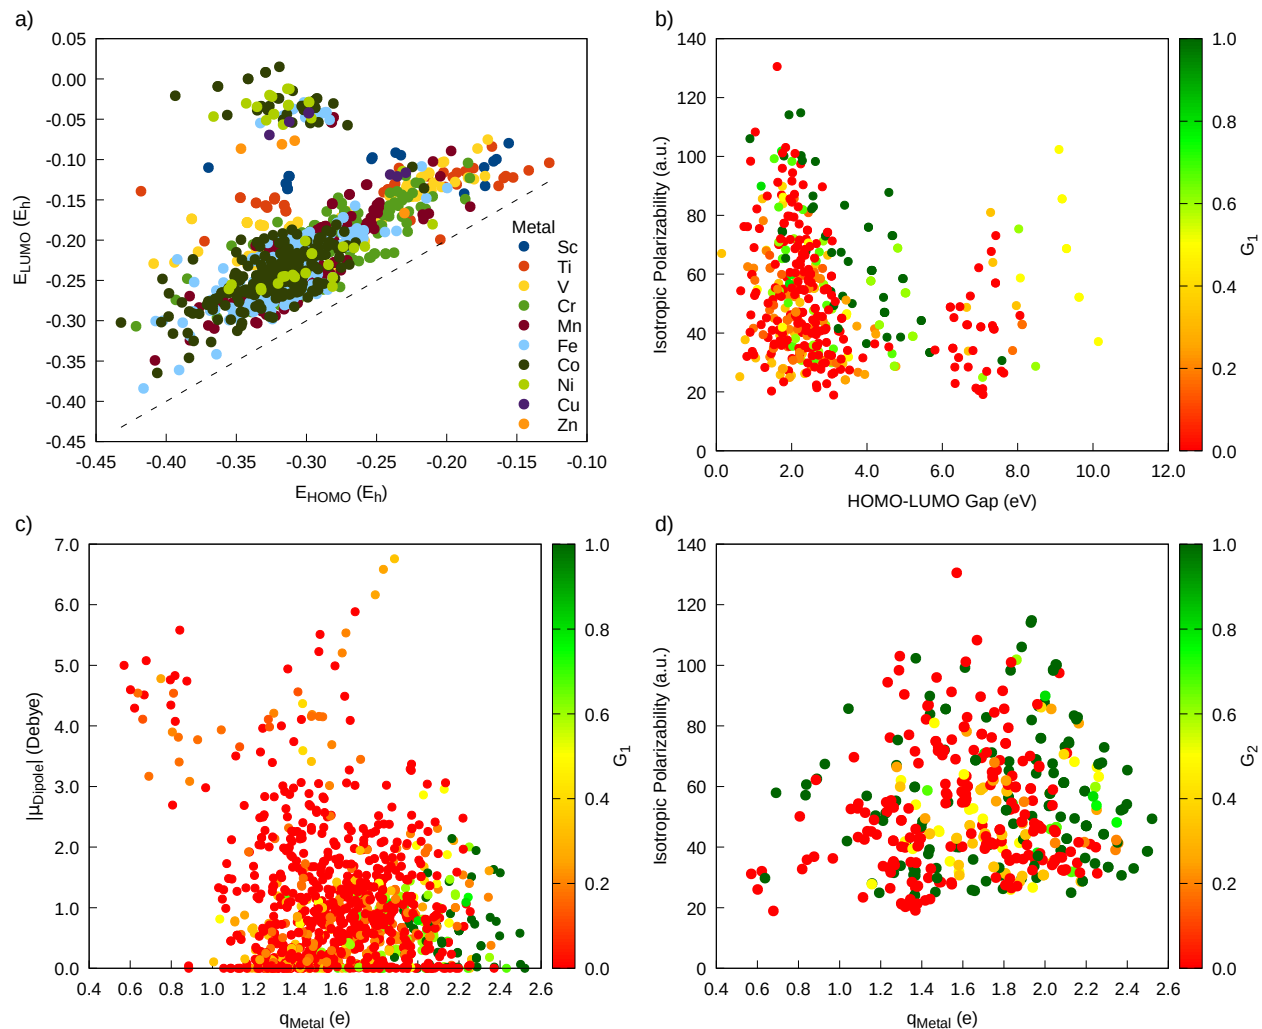 a)
0.05
0.00
-0.05
-0.10
-0.15
-0.20
-0.25
-0.30
-0.35
-0.40
-0.45
-0.45 -0.40 -0.35 -0.30 -0.25 -0.20 -0.15 -0.10
E_LUMO (E_h)
E_HOMO (E_h)
Metal
Sc
Ti
V
Cr
Mn
Fe
Co
Ni
Cu
Zn
b)
140
120
100
80
60
40
20
0
0.0 2.0 4.0 6.0 8.0 10.0 12.0
Isotropic Polarizability (a.u.)
HOMO-LUMO Gap (eV)
1.0
0.8
0.6
0.4
0.2
0.0
G₁
c)
7.0
6.0
5.0
4.0
3.0
2.0
1.0
0.0
0.4 0.6 0.8 1.0 1.2 1.4 1.6 1.8 2.0 2.2 2.4 2.6
|μ_Dipole| (Debye)
q_Metal (e)
1.0
0.8
0.6
0.4
0.2
0.0
G₁
d)
140
120
100
80
60
40
20
0
0.4 0.6 0.8 1.0 1.2 1.4 1.6 1.8 2.0 2.2 2.4 2.6
Isotropic Polarizability (a.u.)
q_Metal (e)
1.0
0.8
0.6
0.4
0.2
0.0
G₂